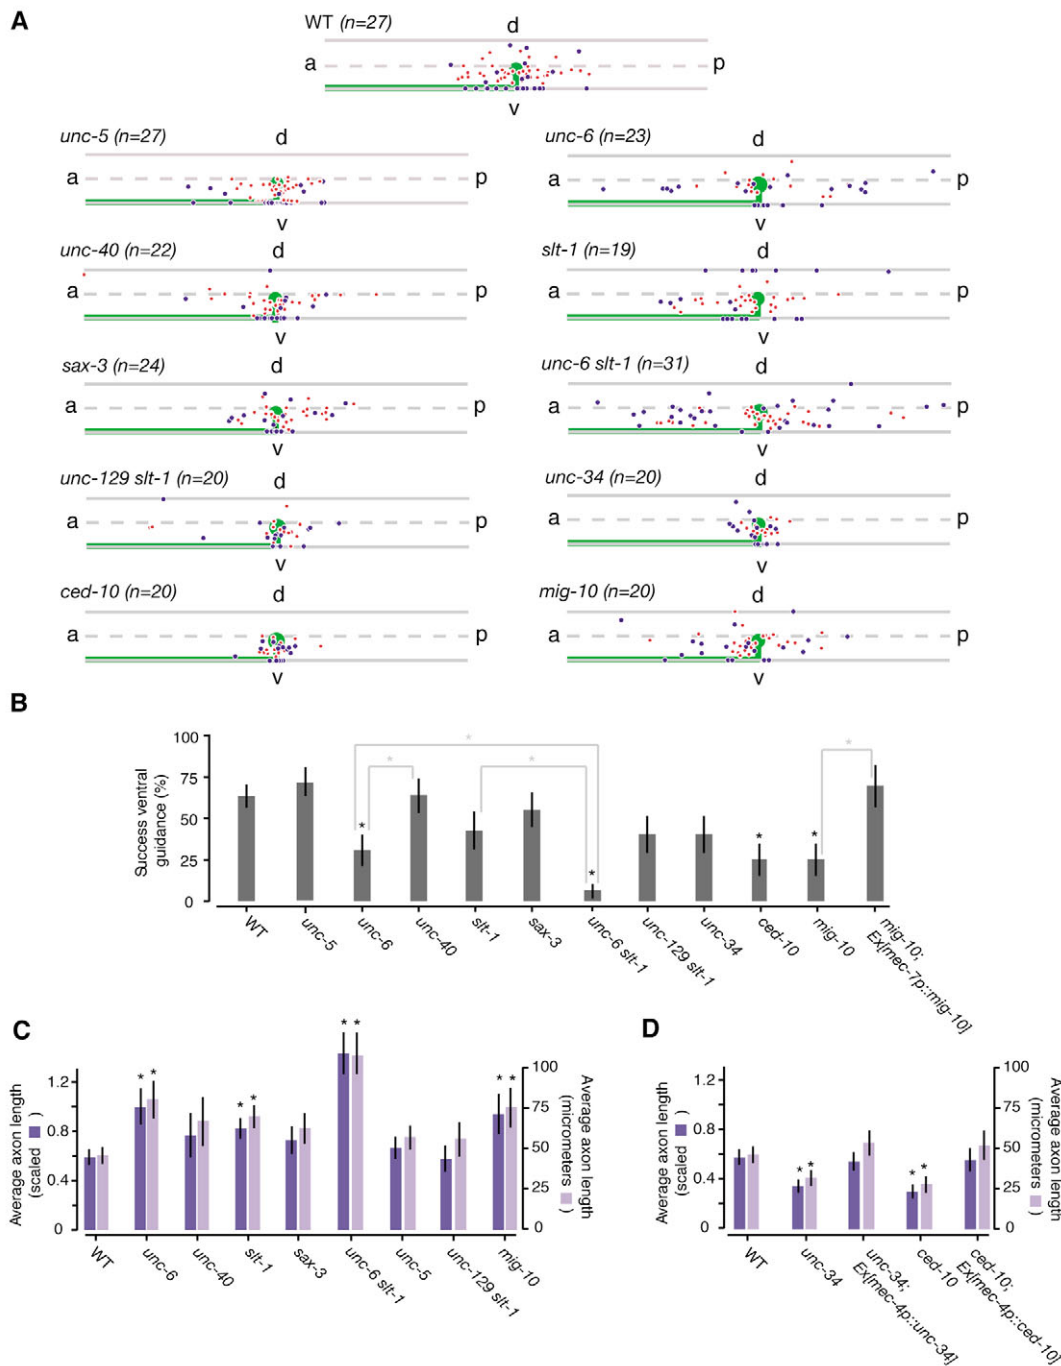 A
WT (n=27)
d
a
p
v
unc-5 (n=27)
d
a
p
v
unc-6 (n=23)
d
a
p
v
unc-40 (n=22)
d
a
p
v
slt-1 (n=19)
d
a
p
v
sax-3 (n=24)
d
a
p
v
unc-6 slt-1 (n=31)
d
a
p
v
unc-129 slt-1 (n=20)
d
a
p
v
unc-34 (n=20)
d
a
p
v
ced-10 (n=20)
d
a
p
v
mig-10 (n=20)
d
a
p
v
B
Success ventral
guidance (%)
100
75
50
25
0
*
*
*
*
*
*
*
*
WT
unc-5
unc-6
unc-40
slt-1
sax-3
unc-6 slt-1
unc-129 slt-1
unc-34
ced-10
mig-10
mig-10;
Ex[mec-7p::mig-10]
C
Average axon length
(scaled )
1.2
0.8
0.4
0
* *
* *
* *
* *
100
75
50
25
0
Average axon length
(micrometers )
WT
unc-6
unc-40
slt-1
sax-3
unc-6 slt-1
unc-5
unc-129 slt-1
mig-10
D
Average axon length
(scaled )
1.2
0.8
0.4
0
* *
* *
100
75
50
25
0
Average axon length
(micrometers )
WT
unc-34
unc-34;
Ex[mec-4p::unc-34]
ced-10
ced-10;
Ex[mec-4p::ced-10]